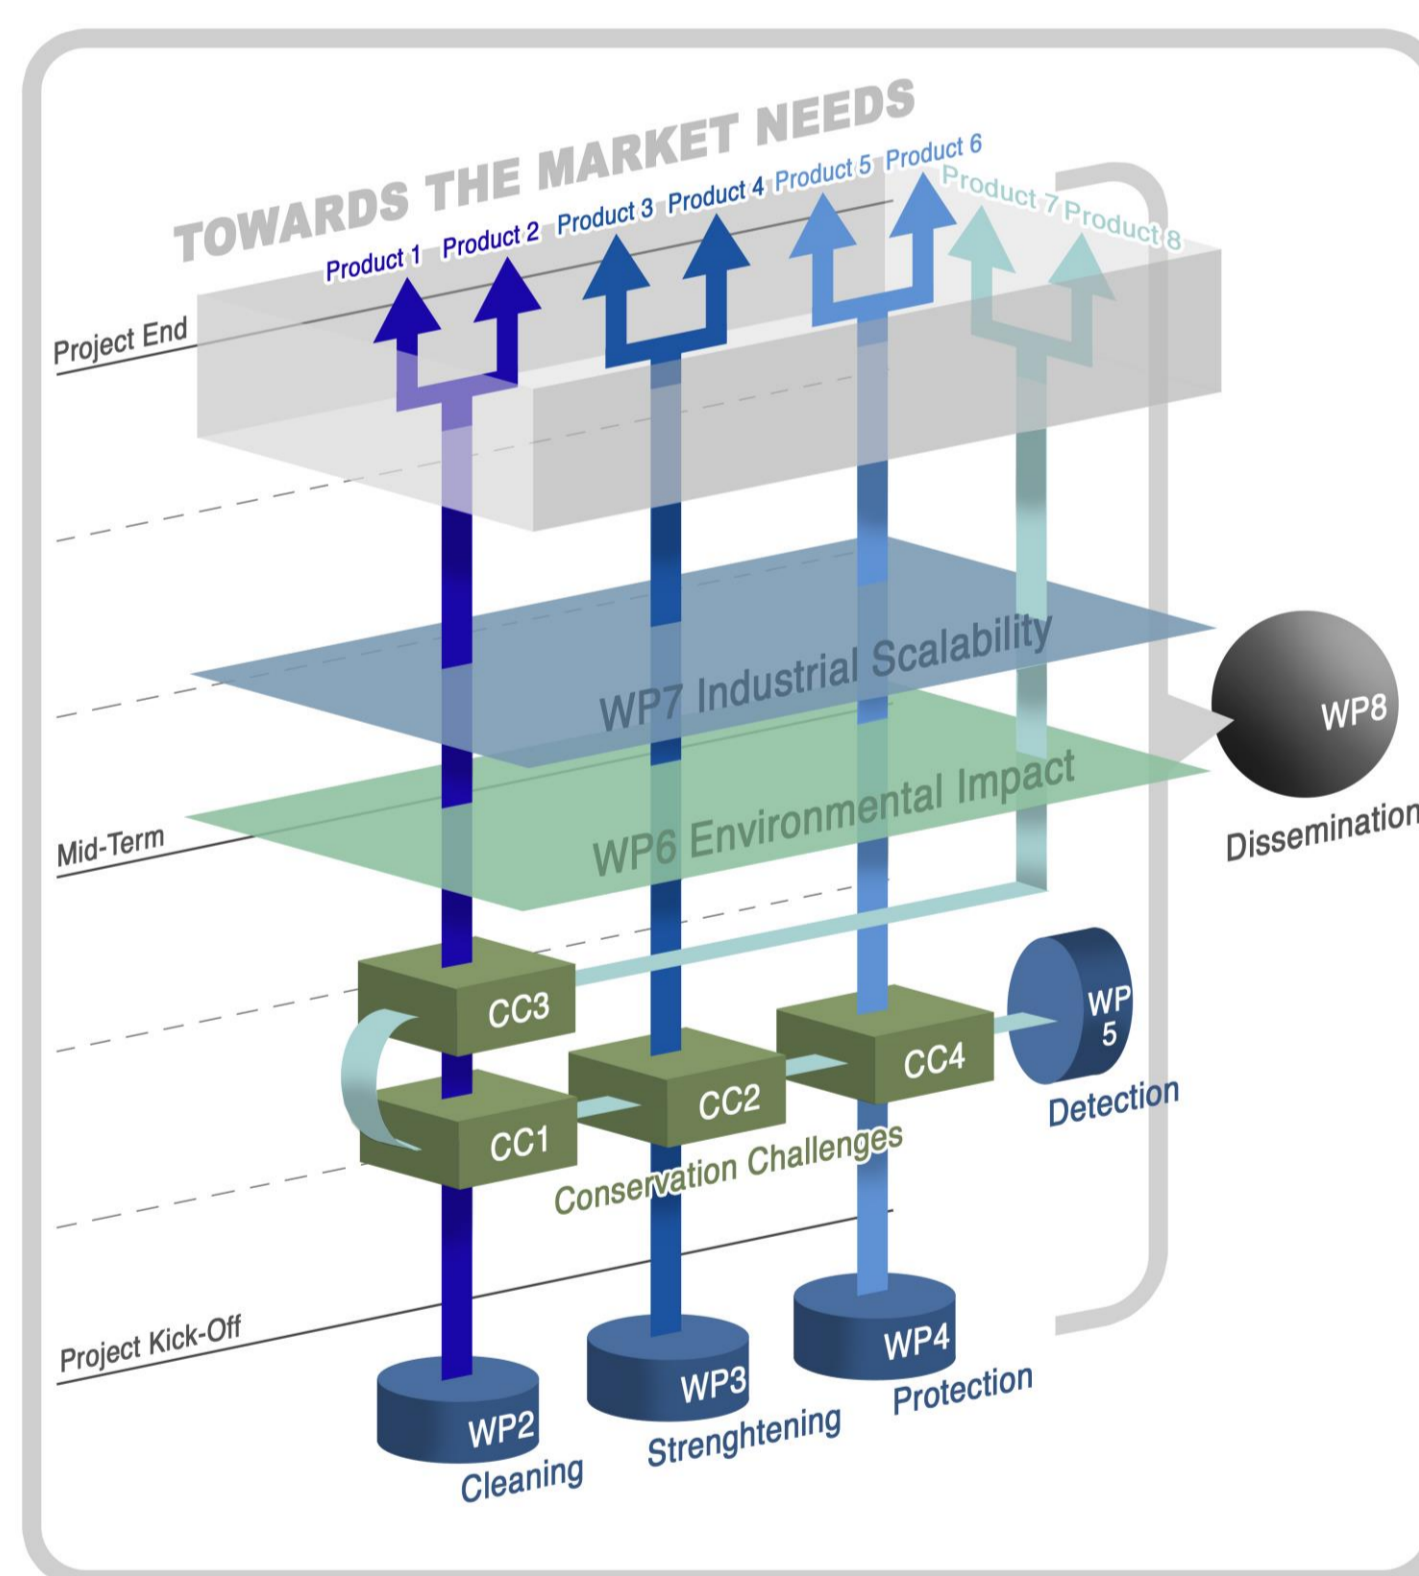 TOWARDS THE MARKET NEEDS
Product 1
Product 2
Product 3
Product 4
Product 5
Product 6
Product 7
Product 8
Project End
WP7 Industrial Scalability
WP8
Dissemination
WP6 Environmental Impact
Mid-Term
CC3
WP
5
Detection
CC4
CC2
CC1
Conservation Challenges
Project Kick-Off
WP4
Protection
WP3
Strenghtening
WP2
Cleaning